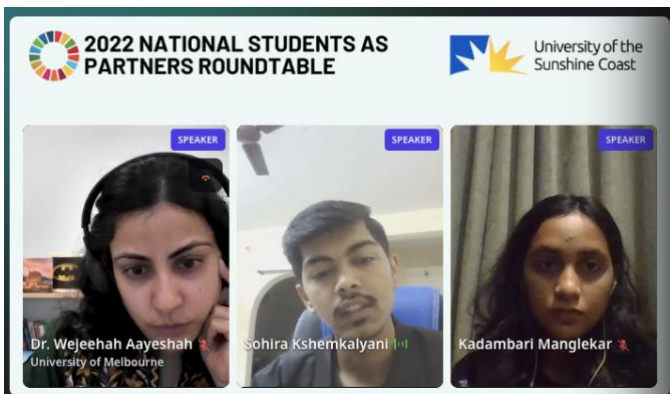 2022 NATIONAL STUDENTS AS
PARTNERS ROUNDTABLE
University of the
Sunshine Coast
SPEAKER
SPEAKER
SPEAKER
Dr. Wejeehah Aayeshah
University of Melbourne
Sohira Kshemkalyani
Kadambari Manglekar